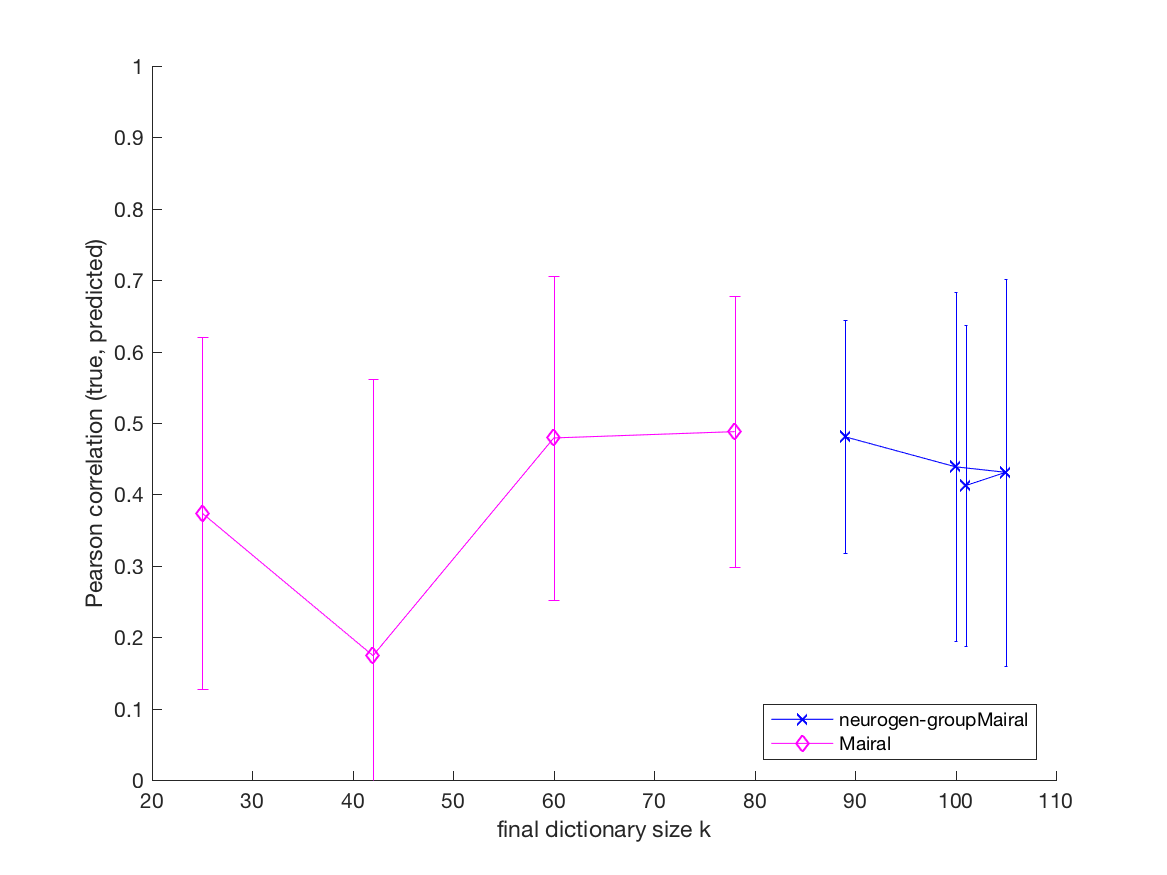 1
0.9
0.8
0.7
0.6
0.5
0.4
0.3
0.2
0.1
0
Pearson correlation (true, predicted)
neurogen-groupMairal
Mairal
20 30 40 50 60 70 80 90 100 110
final dictionary size k